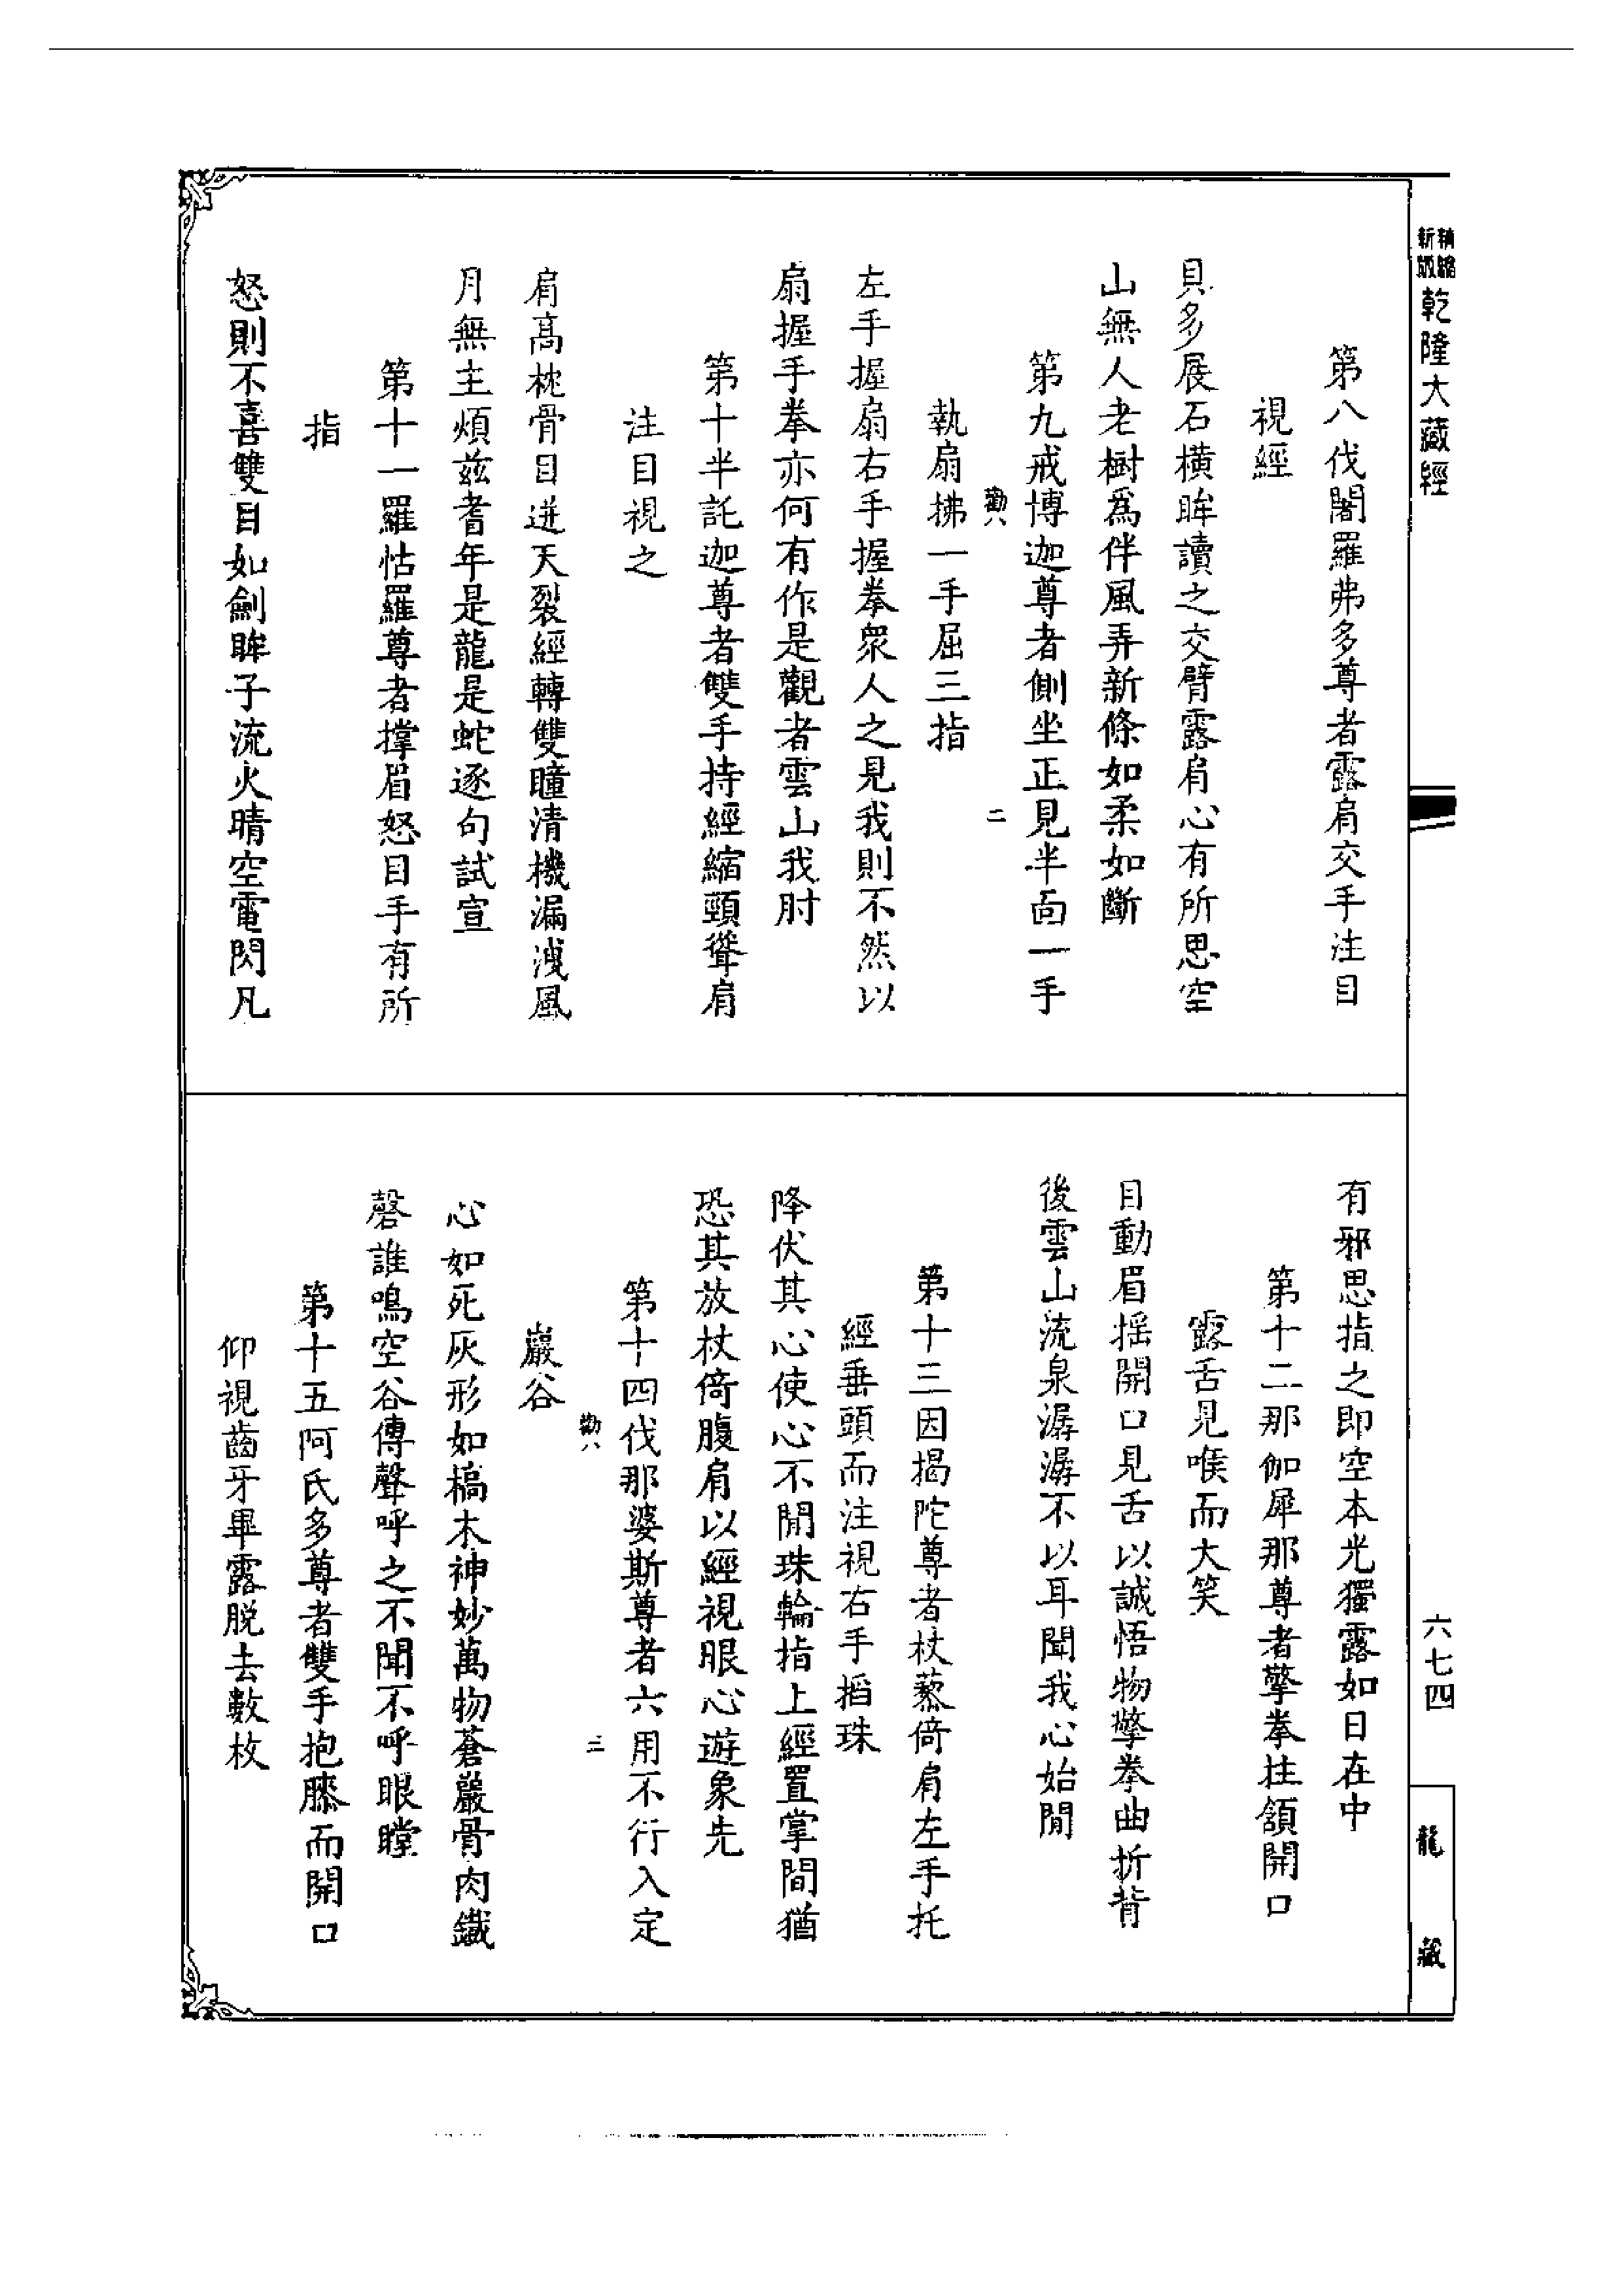 精縮新版乾隆大藏經
第八伐闍羅弗多尊者露肩交手注目
視經
貝多展石橫眸讀之交臂露肩心有所思空
山無人老樹爲伴風弄新條如柔如斷
第九戒博迦尊者側坐正見半面一手
勸八 二
執扇拂一手屈三指
左手握扇右手握拳衆人之見我則不然以
扇握手拳亦何有作是觀者雲山我肘
第十半託迦尊者雙手持經縮頸聳肩
注目視之
肩高枕骨目迸天裂經轉雙瞳清機漏洩風
月無主煩茲耆年是龍是蛇逐句試宣
第十一羅怙羅尊者撑眉怒目手有所
指
怒則不喜雙目如劍眸子流火晴空電閃凡
六七四
龍藏
有邪思指之即空本光獨露如日在中
第十二那伽犀那尊者擎拳拄頷開口
露舌見喉而大笑
目動眉搖開口見舌以誠悟物擎拳曲折背
後雲山流泉潺潺不以耳聞我心始閒
第十三因揭陀尊者杖藜倚肩左手托
經垂頭而注視右手搯珠
降伏其心使心不閒珠輪指上經置掌間猶
恐其放杖倚腹肩以經視眼心遊象先
第十四伐那婆斯尊者六用不行入定
勸八 三
巖谷
心如死灰形如槁木神妙萬物蒼巖骨肉鐵
磬誰鳴空谷傳聲呼之不聞不呼眼瞠
第十五阿氏多尊者雙手抱膝而開口
仰視齒牙畢露脫去數枚